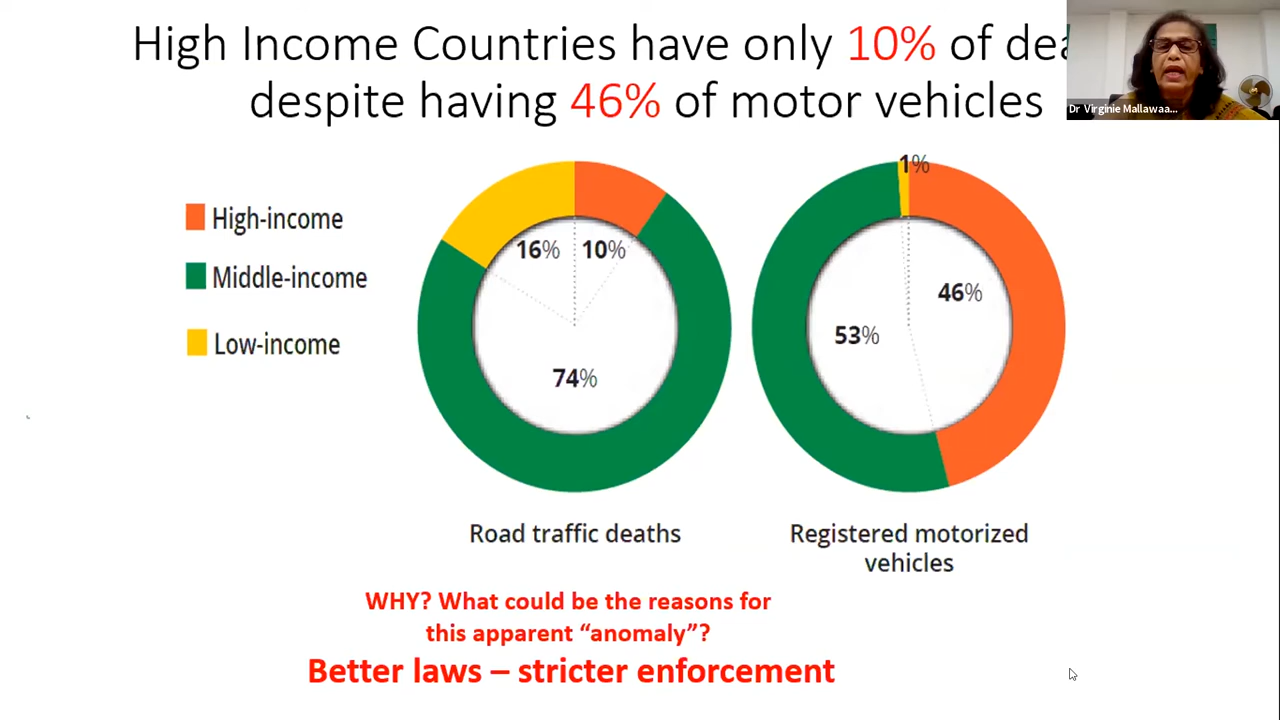 High Income Countries have only 10% of
despite having 46% of motor vehicles
Dr Virginie Mallawaa...
High-income
Middle-income
Low-income
16%
10%
74%
1%
46%
53%
Road traffic deaths
Registered motorized
vehicles
WHY? What could be the reasons for
this apparent “anomaly”?
Better laws – stricter enforcement